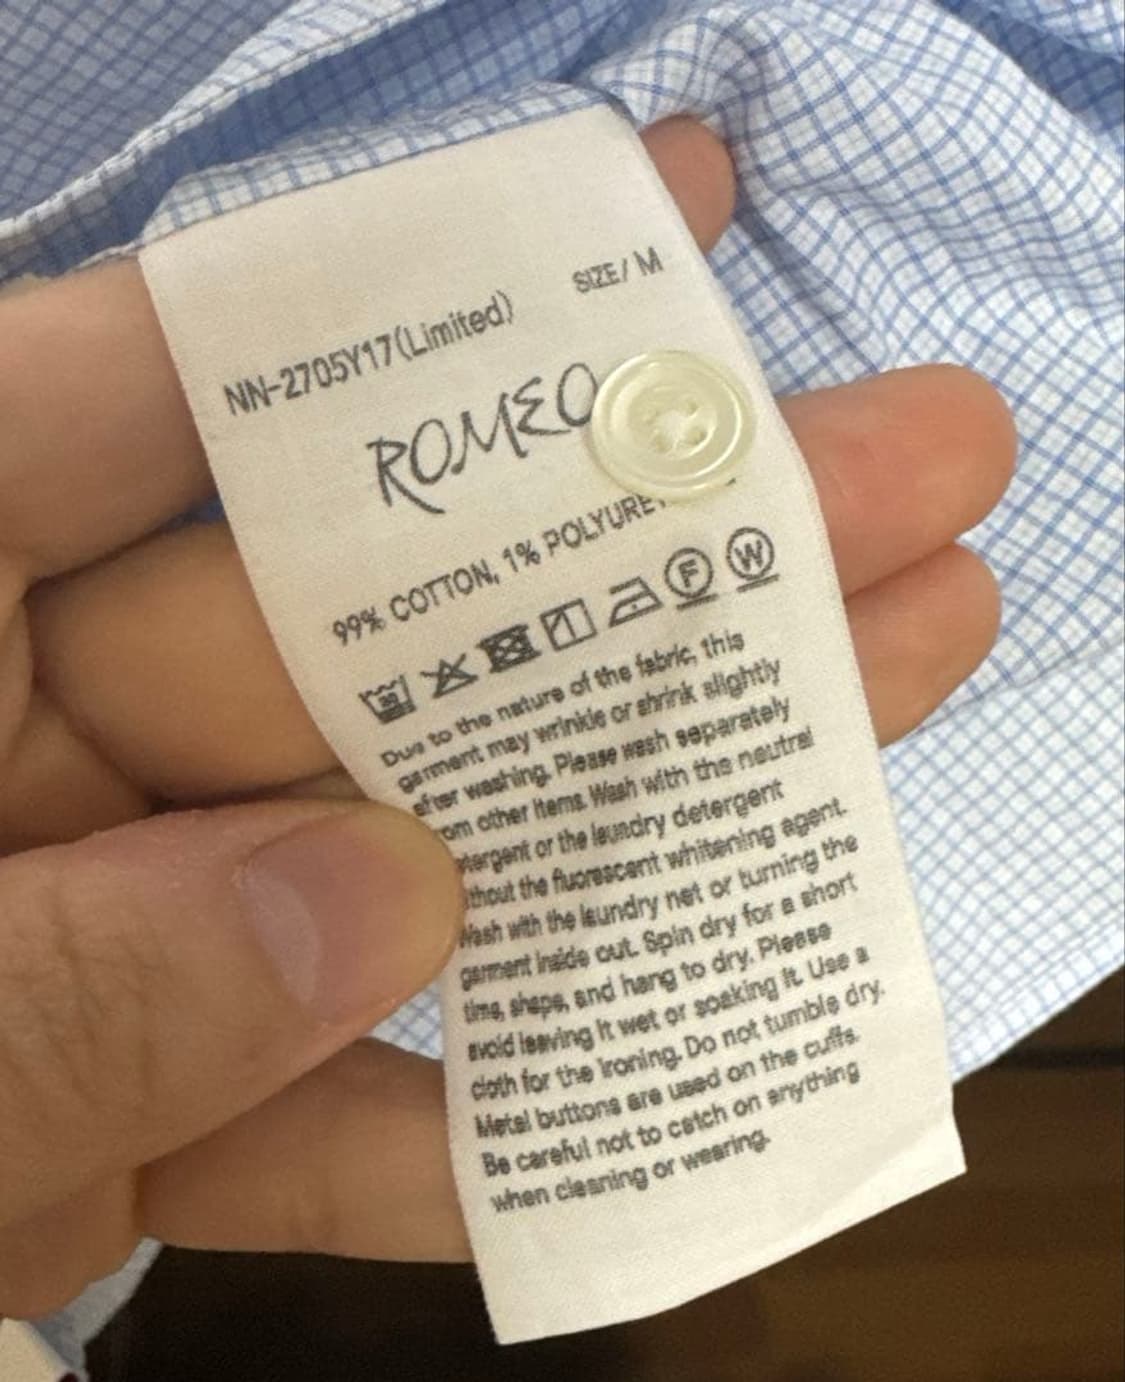 SIZE/ M
NN-2705Y17(Limited)
ROMEO
99% COTTON, 1% POLYURE
30
F W
Due to the nature of the fabric, this
garment may wrinkle or shrink slightly
after washing. Please wash separately
rom other items. Wash with the neutral
tergent or the laundry detergent
thout the fluorescent whitening agent.
Wash with the laundry net or turning the
garment inside out. Spin dry for a short
time, shape, and hang to dry. Please
avoid leaving it wet or soaking it. Use a
cloth for the ironing. Do not tumble dry.
Metal buttons are used on the cuffs.
Be careful not to catch on anything
when cleaning or wearing.